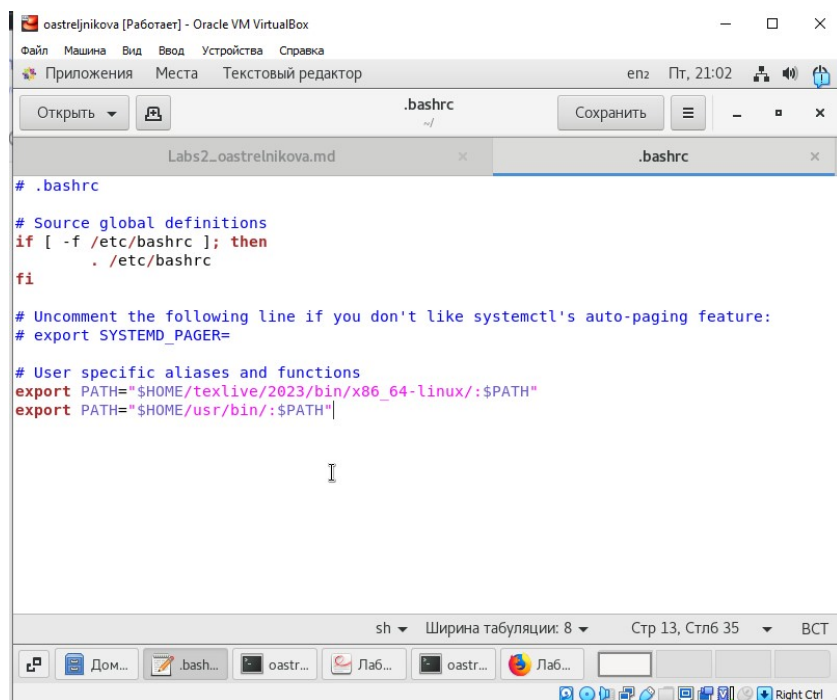 oastreljnikova [Работает] - Oracle VM VirtualBox
Файл Машина Вид Ввод Устройства Справка
Приложения Места Текстовый редактор en₂ Пт, 21:02
Открыть .bashrc Сохранить
~/
Labs2_oastrelnikova.md .bashrc
# .bashrc
# Source global definitions
if [ -f /etc/bashrc ]; then
        . /etc/bashrc
fi
# Uncomment the following line if you don't like systemctl's auto-paging feature:
# export SYSTEMD_PAGER=
# User specific aliases and functions
export PATH="$HOME/texlive/2023/bin/x86_64-linux/:$PATH"
export PATH="$HOME/usr/bin/:$PATH"
sh Ширина табуляции: 8 Стр 13, Стлб 35 ВСТ
Дом... .bash... oastr... Лаб... oastr... Лаб...
Right Ctrl